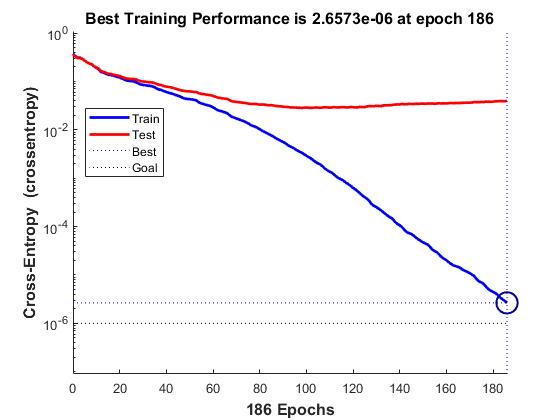 Best Training Performance is 2.6573e-06 at epoch 186
10^0
10^-2
10^-4
10^-6
Cross-Entropy (crossentropy)
Train
Test
Best
Goal
0 20 40 60 80 100 120 140 160 180
186 Epochs